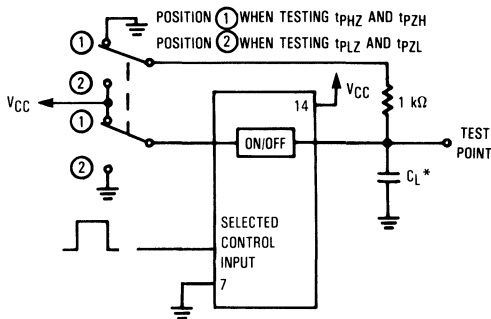 POSITION ① WHEN TESTING tPHZ AND tPZH
POSITION ② WHEN TESTING tPLZ AND tPZL
①
②
VCC
①
②
14
VCC
1 kΩ
ON/OFF
TEST
POINT
CL*
SELECTED
CONTROL
INPUT
7